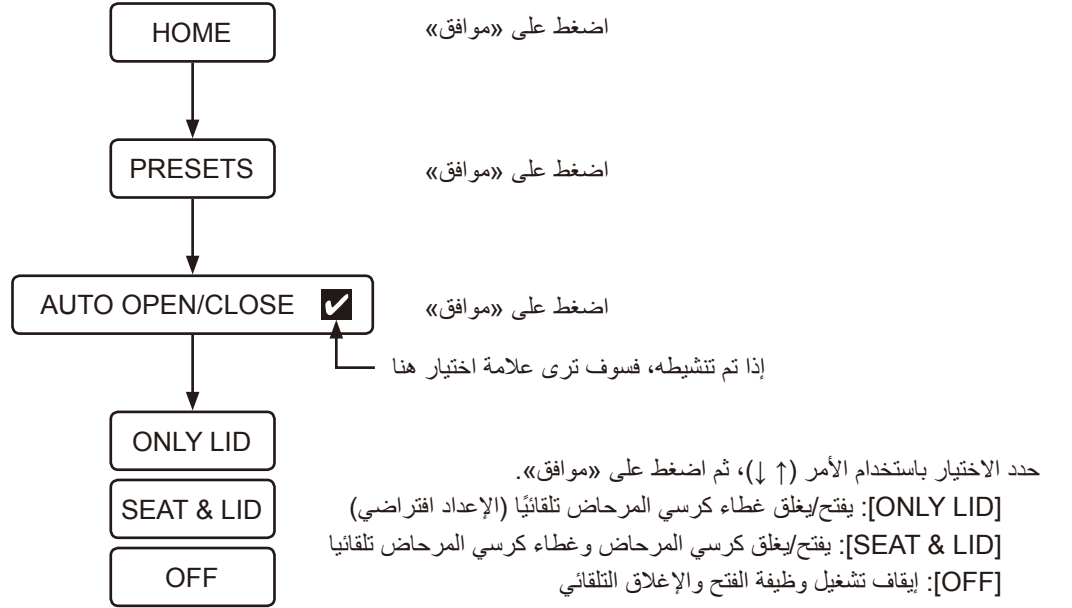 HOME
اضغط على «موافق»
PRESETS
اضغط على «موافق»
AUTO OPEN/CLOSE ✔
اضغط على «موافق»
إذا تم تنشيطه، فسوف ترى علامة اختيار هنا
ONLY LID
SEAT & LID
OFF
حدد الاختيار باستخدام الأمر (↑ ↓)، ثم اضغط على «موافق».
[ONLY LID]: يفتح/يغلق غطاء كرسي المرحاض تلقائيًا (الإعداد افتراضي)
[SEAT & LID]: يفتح/يغلق كرسي المرحاض وغطاء كرسي المرحاض تلقائيا
[OFF]: إيقاف تشغيل وظيفة الفتح والإغلاق التلقائي